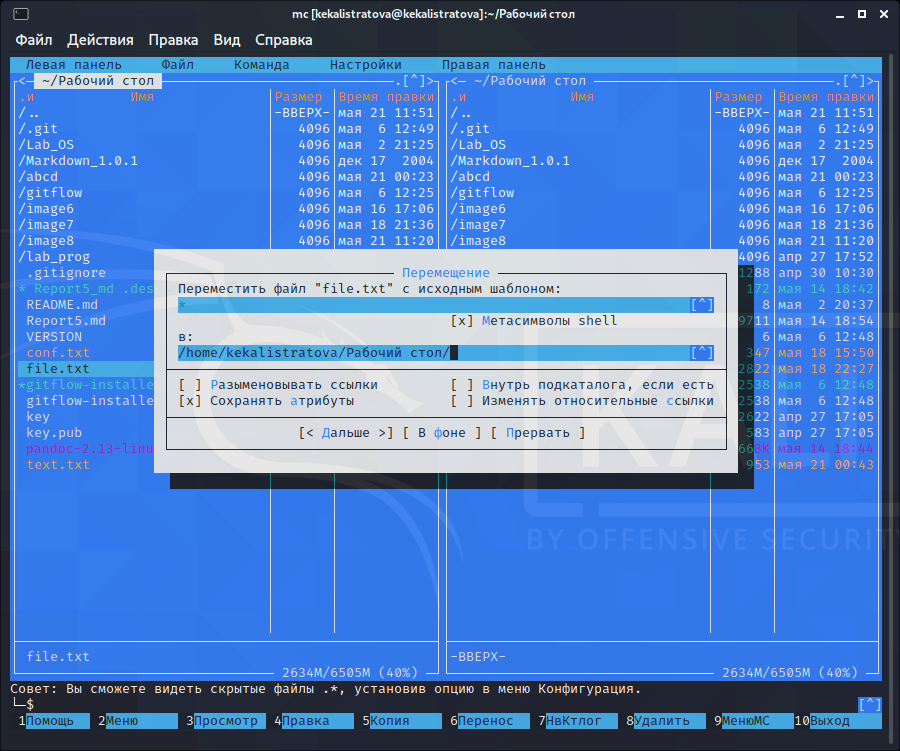 mc [kekalistratova@kekalistratova]:~/Рабочий стол
Файл Действия Правка Вид Справка
Левая панель Файл Команда Настройки Правая панель
<— ~/Рабочий стол .[^]> <— ~/Рабочий стол .[^]>
.и Имя Размер Время правки .и Имя Размер Время правки
/.. -ВВЕРХ- мая 21 11:51 /.. -ВВЕРХ- мая 21 11:51
/.git 4096 мая 6 12:49 /.git 4096 мая 6 12:49
/Lab_OS 4096 мая 2 21:25 /Lab_OS 4096 мая 2 21:25
/Markdown_1.0.1 4096 дек 17 2004 /Markdown_1.0.1 4096 дек 17 2004
/abcd 4096 мая 21 00:23 /abcd 4096 мая 21 00:23
/gitflow 4096 мая 6 12:25 /gitflow 4096 мая 6 12:25
/image6 4096 мая 16 17:06 /image6 4096 мая 16 17:06
/image7 4096 мая 18 21:36 /image7 4096 мая 18 21:36
/image8 4096 мая 21 11:20 /image8 4096 мая 21 11:20
/lab_prog 4096 апр 27 17:52
.gitignore 1288 апр 30 10:30
* Report5_md .des 172 мая 14 18:42
README.md 8 мая 2 20:37
Report5.md 9711 мая 14 18:54
VERSION 6 мая 6 12:48
conf.txt 347 мая 18 15:50
file.txt 2822 мая 18 22:27
*gitflow-installe 2538 мая 6 12:48
gitflow-installe 2538 мая 6 12:48
key 2622 апр 27 17:05
key.pub 583 апр 27 17:05
pandoc-2.13-linu 668K мая 14 18:44
text.txt 953 мая 21 00:43
Перемещение
Переместить файл "file.txt" с исходным шаблоном:
* [^]
[x] Метасимволы shell
в:
/home/kekalistratova/Рабочий стол/ [^]
[ ] Разыменовывать ссылки [ ] Внутрь подкаталога, если есть
[x] Сохранять атрибуты [ ] Изменять относительные ссылки
[< Дальше >] [ В фоне ] [ Прервать ]
KA
BY OFFENSIVE SECURIT
file.txt -ВВЕРХ-
2634M/6505M (40%) 2634M/6505M (40%)
Совет: Вы сможете видеть скрытые файлы .*, установив опцию в меню Конфигурация.
└─$ [^]
1Помощь 2Меню 3Просмотр 4Правка 5Копия 6Перенос 7НвКтлог 8Удалить 9МенюMC 10Выход